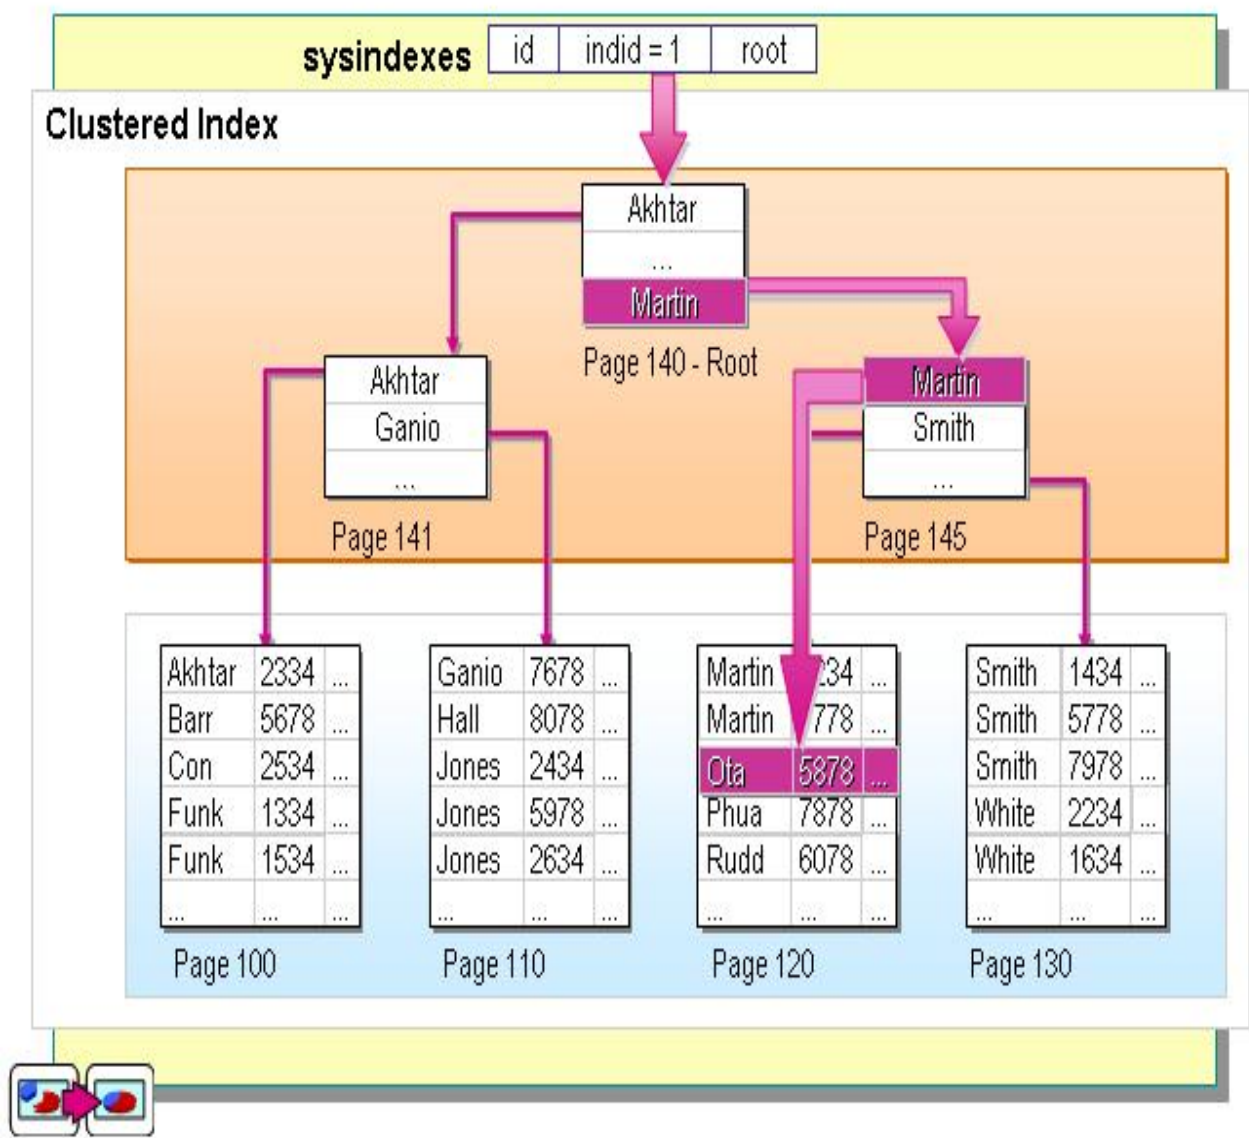 sysindexes id indid = 1 root
Clustered Index
Akhtar
...
Martin
Page 140 - Root
Akhtar
Ganio
...
Page 141
Martin
Smith
...
Page 145
Akhtar 2334 ...
Barr 5678 ...
Con 2534 ...
Funk 1334 ...
Funk 1534 ...
... ... ...
Page 100
Ganio 7678 ...
Hall 8078 ...
Jones 2434 ...
Jones 5978 ...
Jones 2634 ...
... ... ...
Page 110
Martin 234 ...
Martin 778 ...
Ota 5878 ...
Phua 7878 ...
Rudd 6078 ...
... ... ...
Page 120
Smith 1434 ...
Smith 5778 ...
Smith 7978 ...
White 2234 ...
White 1634 ...
... ... ...
Page 130